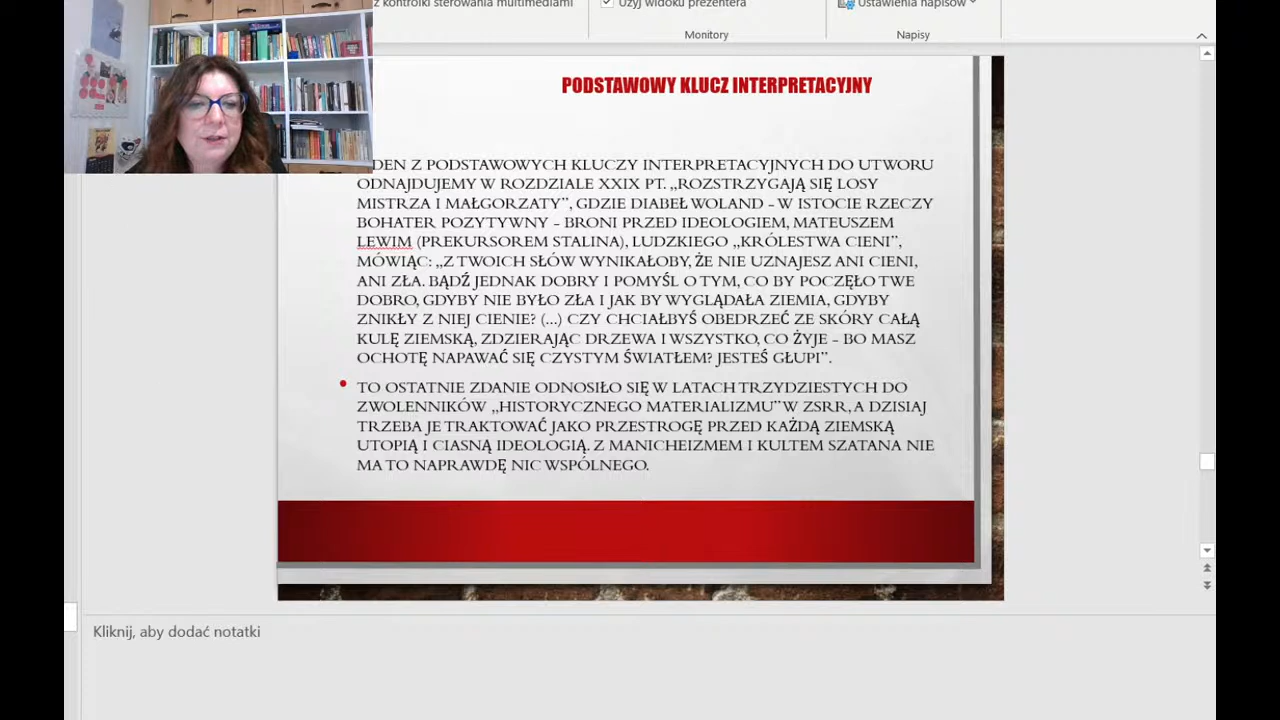 z kontrolki sterowania multimediami
Użyj widoku prezentera
Ustawienia napisów
Monitory
Napisy
PODSTAWOWY KLUCZ INTERPRETACYJNY
DEN Z PODSTAWOWYCH KLUCZY INTERPRETACYJNYCH DO UTWORU
ODNAJDUJEMY W ROZDZIALE XXIX PT. „ROZSTRZYGAJĄ SIĘ LOSY
MISTRZA I MAŁGORZATY”, GDZIE DIABEŁ WOLAND - W ISTOCIE RZECZY
BOHATER POZYTYWNY - BRONI PRZED IDEOLOGIEM, MATEUSZEM
LEWIM (PREKURSOREM STALINA), LUDZKIEGO „KRÓLESTWA CIENI”,
MÓWIĄC: „Z TWOICH SŁÓW WYNIKAŁOBY, ŻE NIE UZNAJESZ ANI CIENI,
ANI ZŁA. BĄDŹ JEDNAK DOBRY I POMYŚL O TYM, CO BY POCZĘŁO TWE
DOBRO, GDYBY NIE BYŁO ZŁA I JAK BY WYGLĄDAŁA ZIEMIA, GDYBY
ZNIKŁY Z NIEJ CIENIE? (...) CZY CHCIAŁBYŚ OBEDRZEĆ ZE SKÓRY CAŁĄ
KULĘ ZIEMSKĄ, ZDZIERAJĄC DRZEWA I WSZYSTKO, CO ŻYJE - BO MASZ
OCHOTĘ NAPAWAĆ SIĘ CZYSTYM ŚWIATŁEM? JESTEŚ GŁUPI”.
TO OSTATNIE ZDANIE ODNOSIŁO SIĘ W LATACH TRZYDZIESTYCH DO
ZWOLENNIKÓW „HISTORYCZNEGO MATERIALIZMU” W ZSRR, A DZISIAJ
TRZEBA JE TRAKTOWAĆ JAKO PRZESTROGĘ PRZED KAŻDĄ ZIEMSKĄ
UTOPIĄ I CIASNĄ IDEOLOGIĄ. Z MANICHEIZMEM I KULTEM SZATANA NIE
MA TO NAPRAWDĘ NIC WSPÓLNEGO.
Kliknij, aby dodać notatki